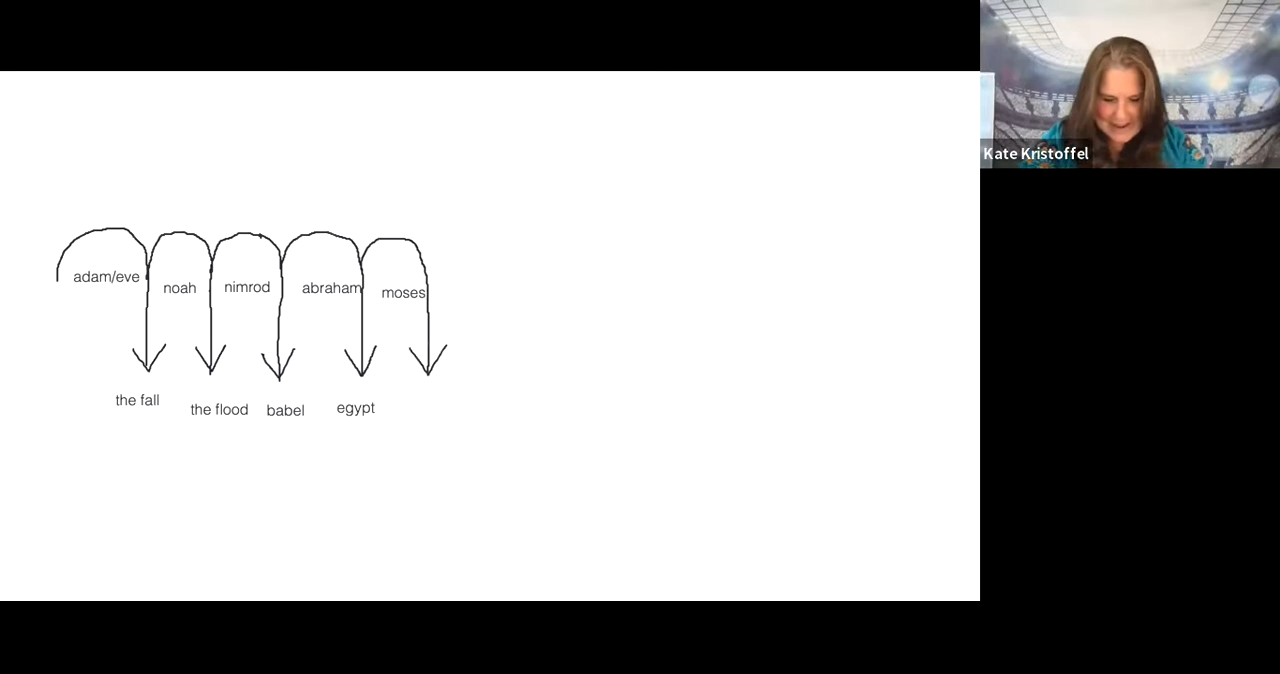 Kate Kristoffel
adam/eve
noah
nimrod
abraham
moses
the fall
the flood
babel
egypt